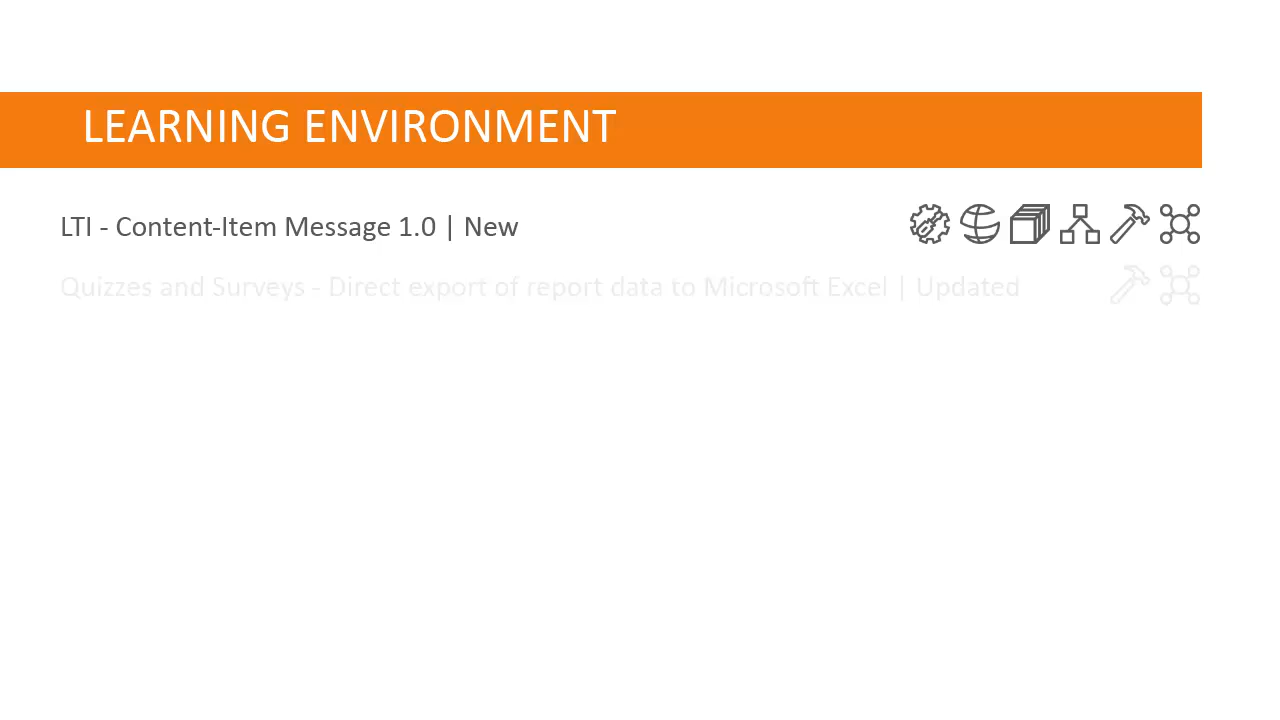 LEARNING ENVIRONMENT
LTI - Content-Item Message 1.0 | New
Quizzes and Surveys - Direct export of report data to Microsoft Excel | Updated